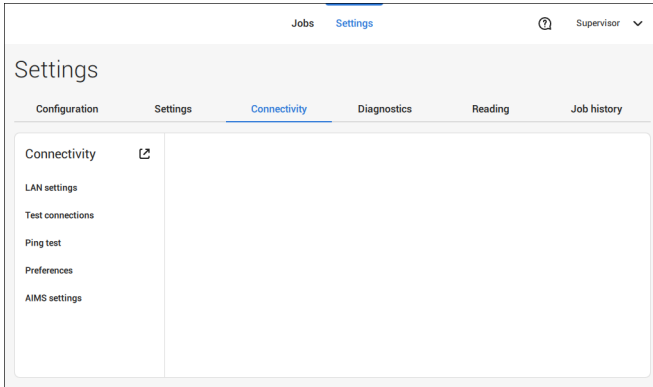 Jobs Settings Supervisor
Settings
Configuration Settings Connectivity Diagnostics Reading Job history
Connectivity
LAN settings
Test connections
Ping test
Preferences
AIMS settings